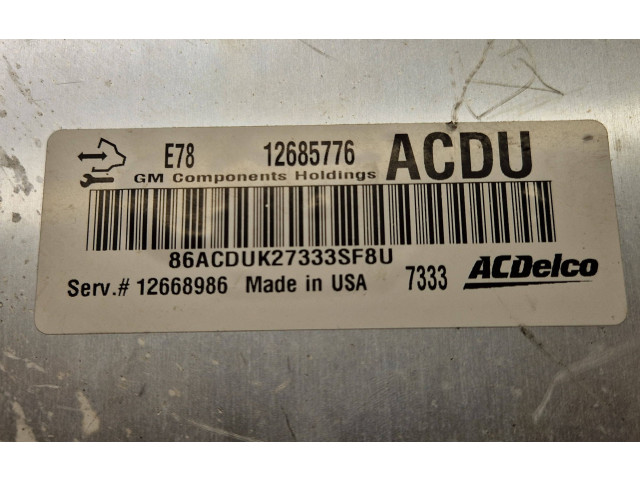 E78 12685776 ACDU
GM Components Holdings
86ACDUK27333SF8U
Serv.# 12668986 Made in USA 7333 ACDelco